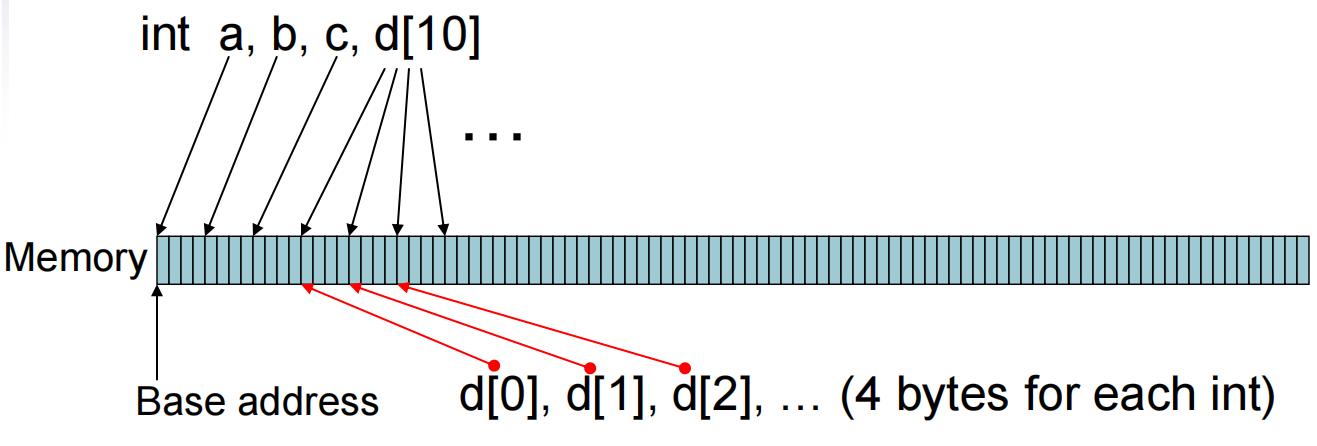 int a, b, c, d[10]
...
Memory
Base address
d[0], d[1], d[2], ... (4 bytes for each int)